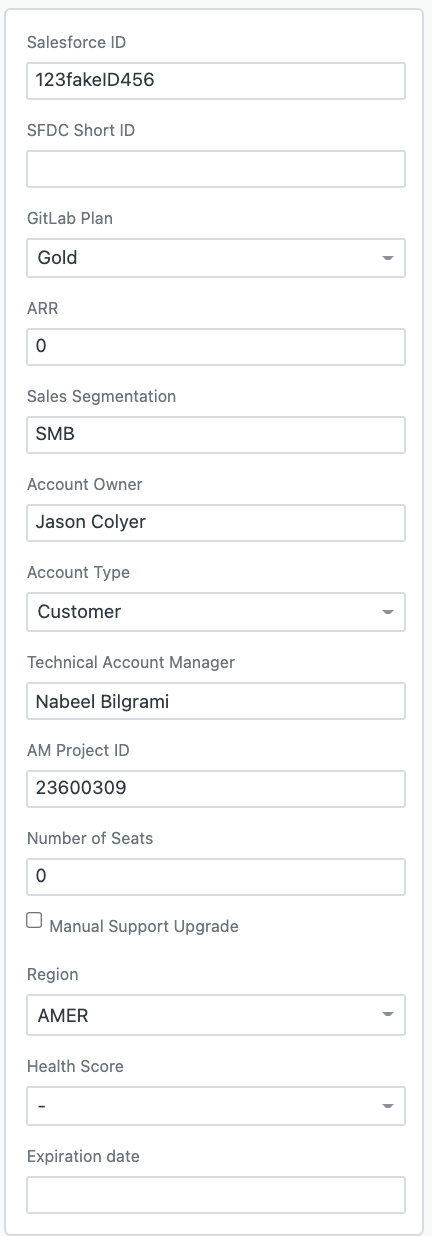 Salesforce ID
123fakeID456
SFDC Short ID
GitLab Plan
Gold
ARR
0
Sales Segmentation
SMB
Account Owner
Jason Colyer
Account Type
Customer
Technical Account Manager
Nabeel Bilgrami
AM Project ID
23600309
Number of Seats
0
Manual Support Upgrade
Region
AMER
Health Score
-
Expiration date